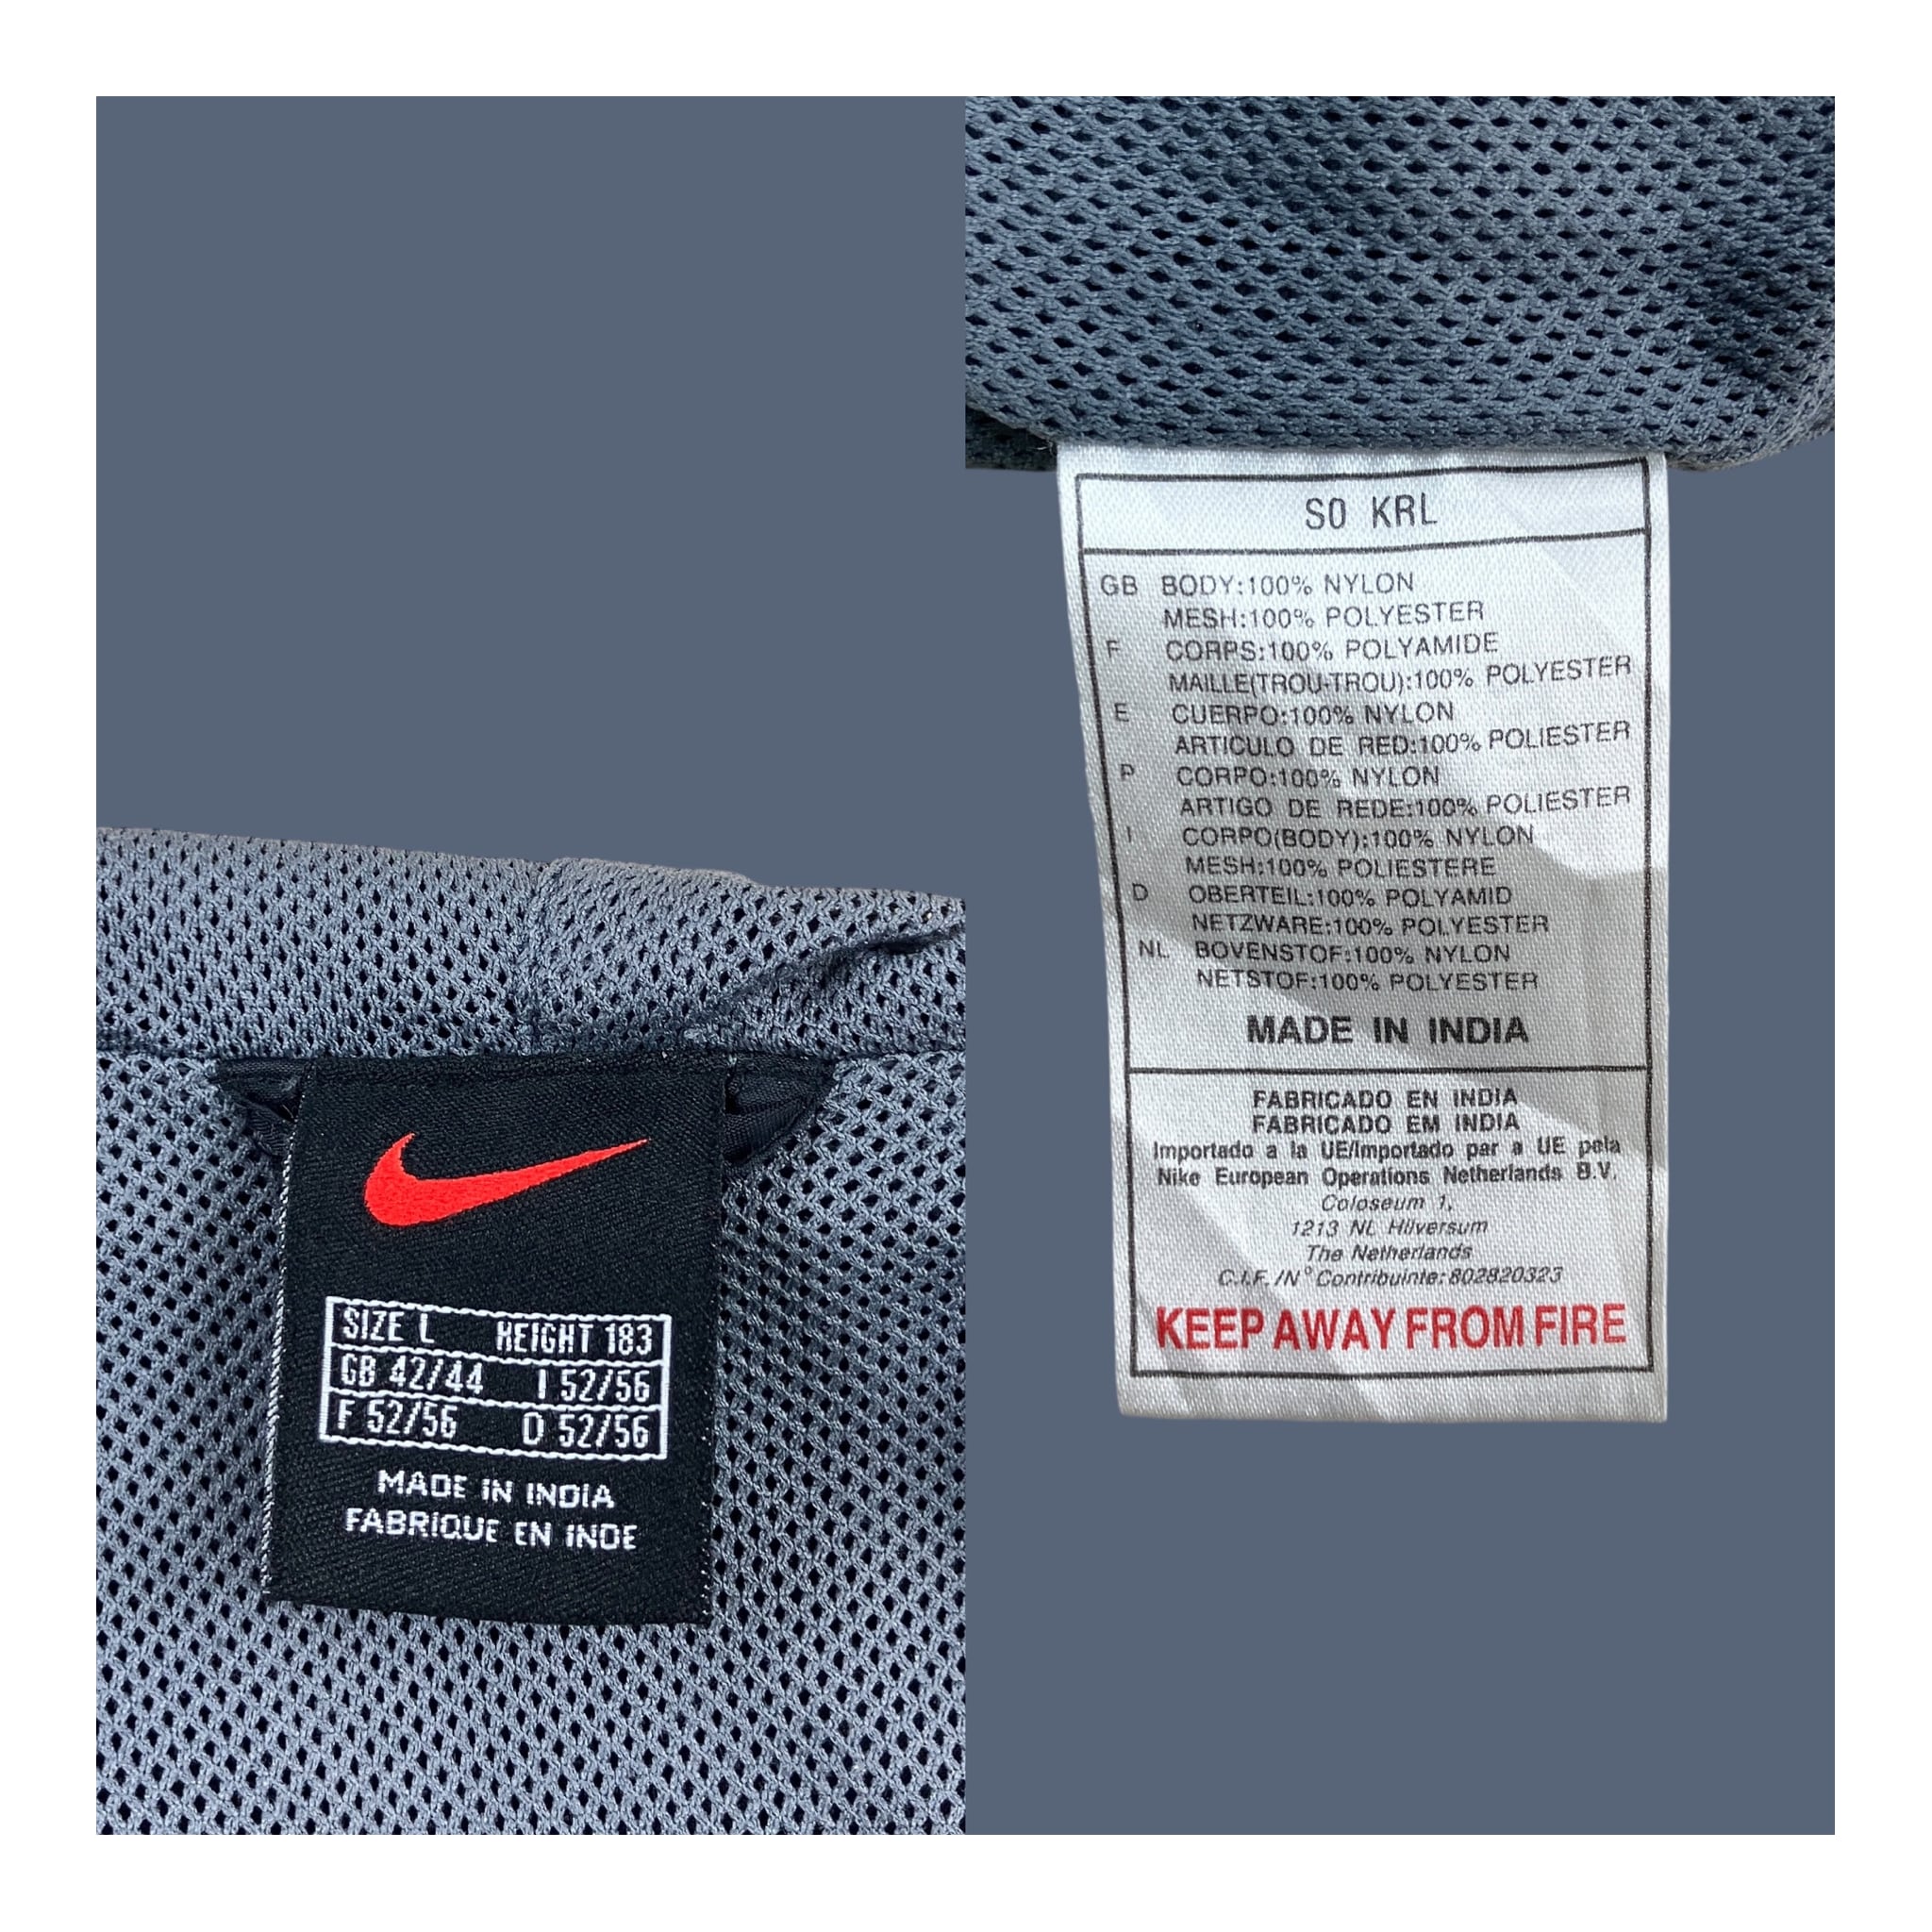 SIZE L HEIGHT 183
GB 42/44 I 52/56
F 52/56 D 52/56
MADE IN INDIA
FABRIQUE EN INDE
S0 KRL
GB BODY:100% NYLON
MESH:100% POLYESTER
F CORPS:100% POLYAMIDE
MAILLE(TROU-TROU):100% POLYESTER
E CUERPO:100% NYLON
ARTICULO DE RED:100% POLIESTER
P CORPO:100% NYLON
ARTIGO DE REDE:100% POLIESTER
I CORPO(BODY):100% NYLON
MESH:100% POLIESTERE
D OBERTEIL:100% POLYAMID
NETZWARE:100% POLYESTER
NL BOVENSTOF:100% NYLON
NETSTOF:100% POLYESTER
MADE IN INDIA
FABRICADO EN INDIA
FABRICADO EM INDIA
Importado a la UE/Importado par a UE pela
Nike European Operations Netherlands B.V.
Coloseum 1,
1213 NL Hilversum
The Netherlands
C.I.F./N° Contribuinte:802820323
KEEP AWAY FROM FIRE